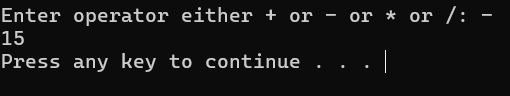 Enter operator either + or - or * or /: -
15
Press any key to continue . . .